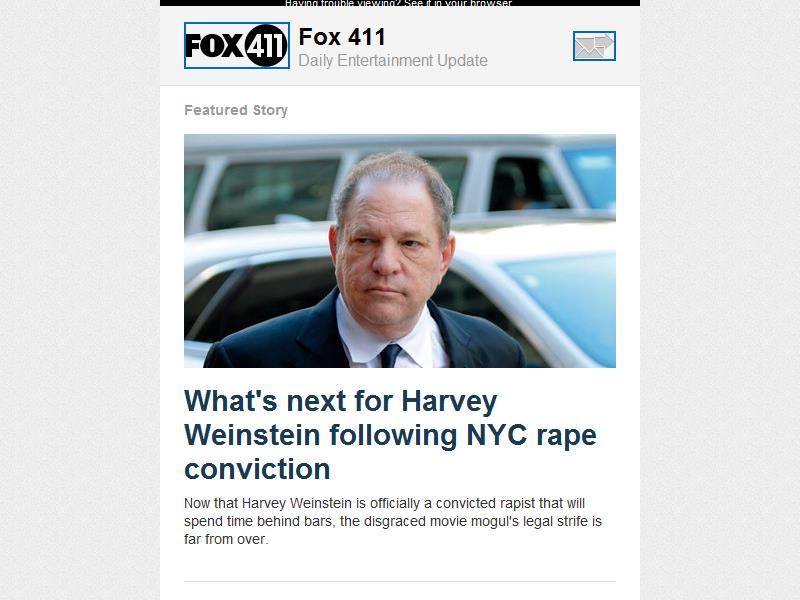 Having trouble viewing? See it in your browser
FOX 411
Fox 411
Daily Entertainment Update
Featured Story
What's next for Harvey
Weinstein following NYC rape
conviction
Now that Harvey Weinstein is officially a convicted rapist that will
spend time behind bars, the disgraced movie mogul's legal strife is
far from over.